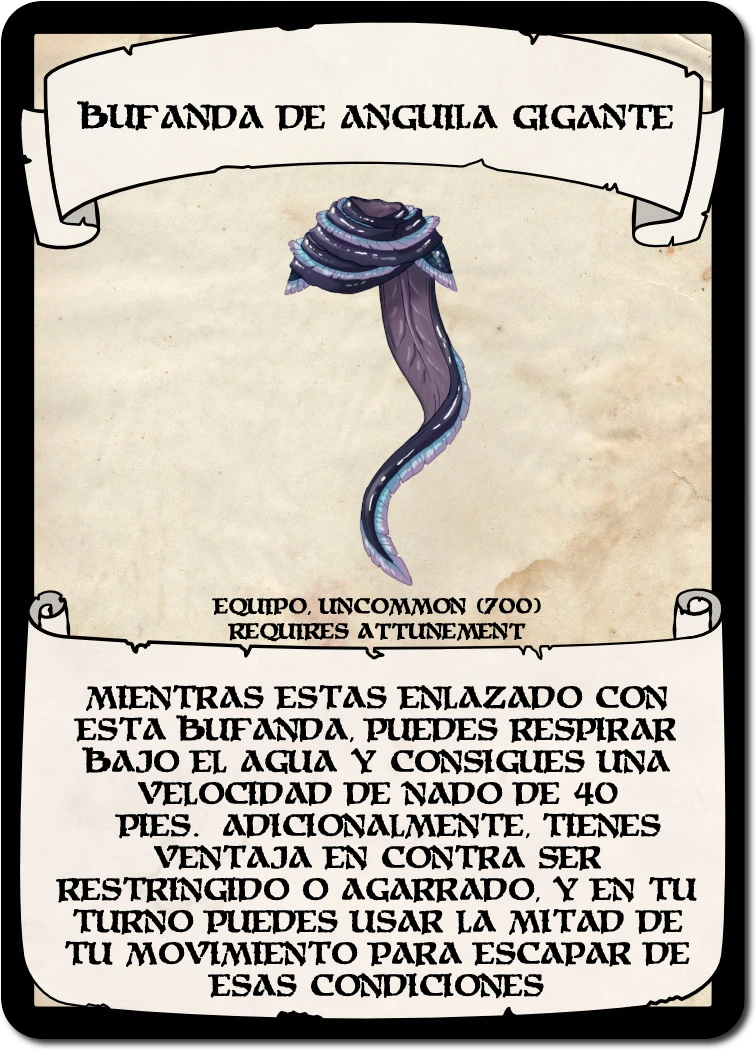 BUFANDA DE ANGUILA GIGANTE
EQUIPO, UNCOMMON (700)
REQUIRES ATTUNEMENT
MIENTRAS ESTAS ENLAZADO CON
ESTA BUFANDA, PUEDES RESPIRAR
BAJO EL AGUA Y CONSIGUES UNA
VELOCIDAD DE NADO DE 40
PIES. ADICIONALMENTE, TIENES
VENTAJA EN CONTRA SER
RESTRINGIDO O AGARRADO, Y EN TU
TURNO PUEDES USAR LA MITAD DE
TU MOVIMIENTO PARA ESCAPAR DE
ESAS CONDICIONES